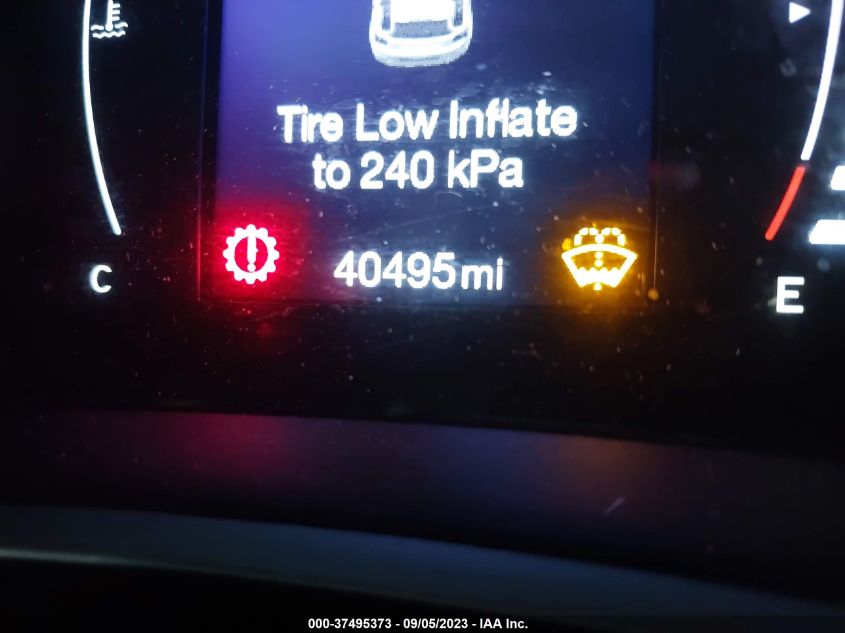 Tire Low Inflate
to 240 kPa
40495 mi
C
E
000-37495373 - 09/05/2023 - IAA Inc.